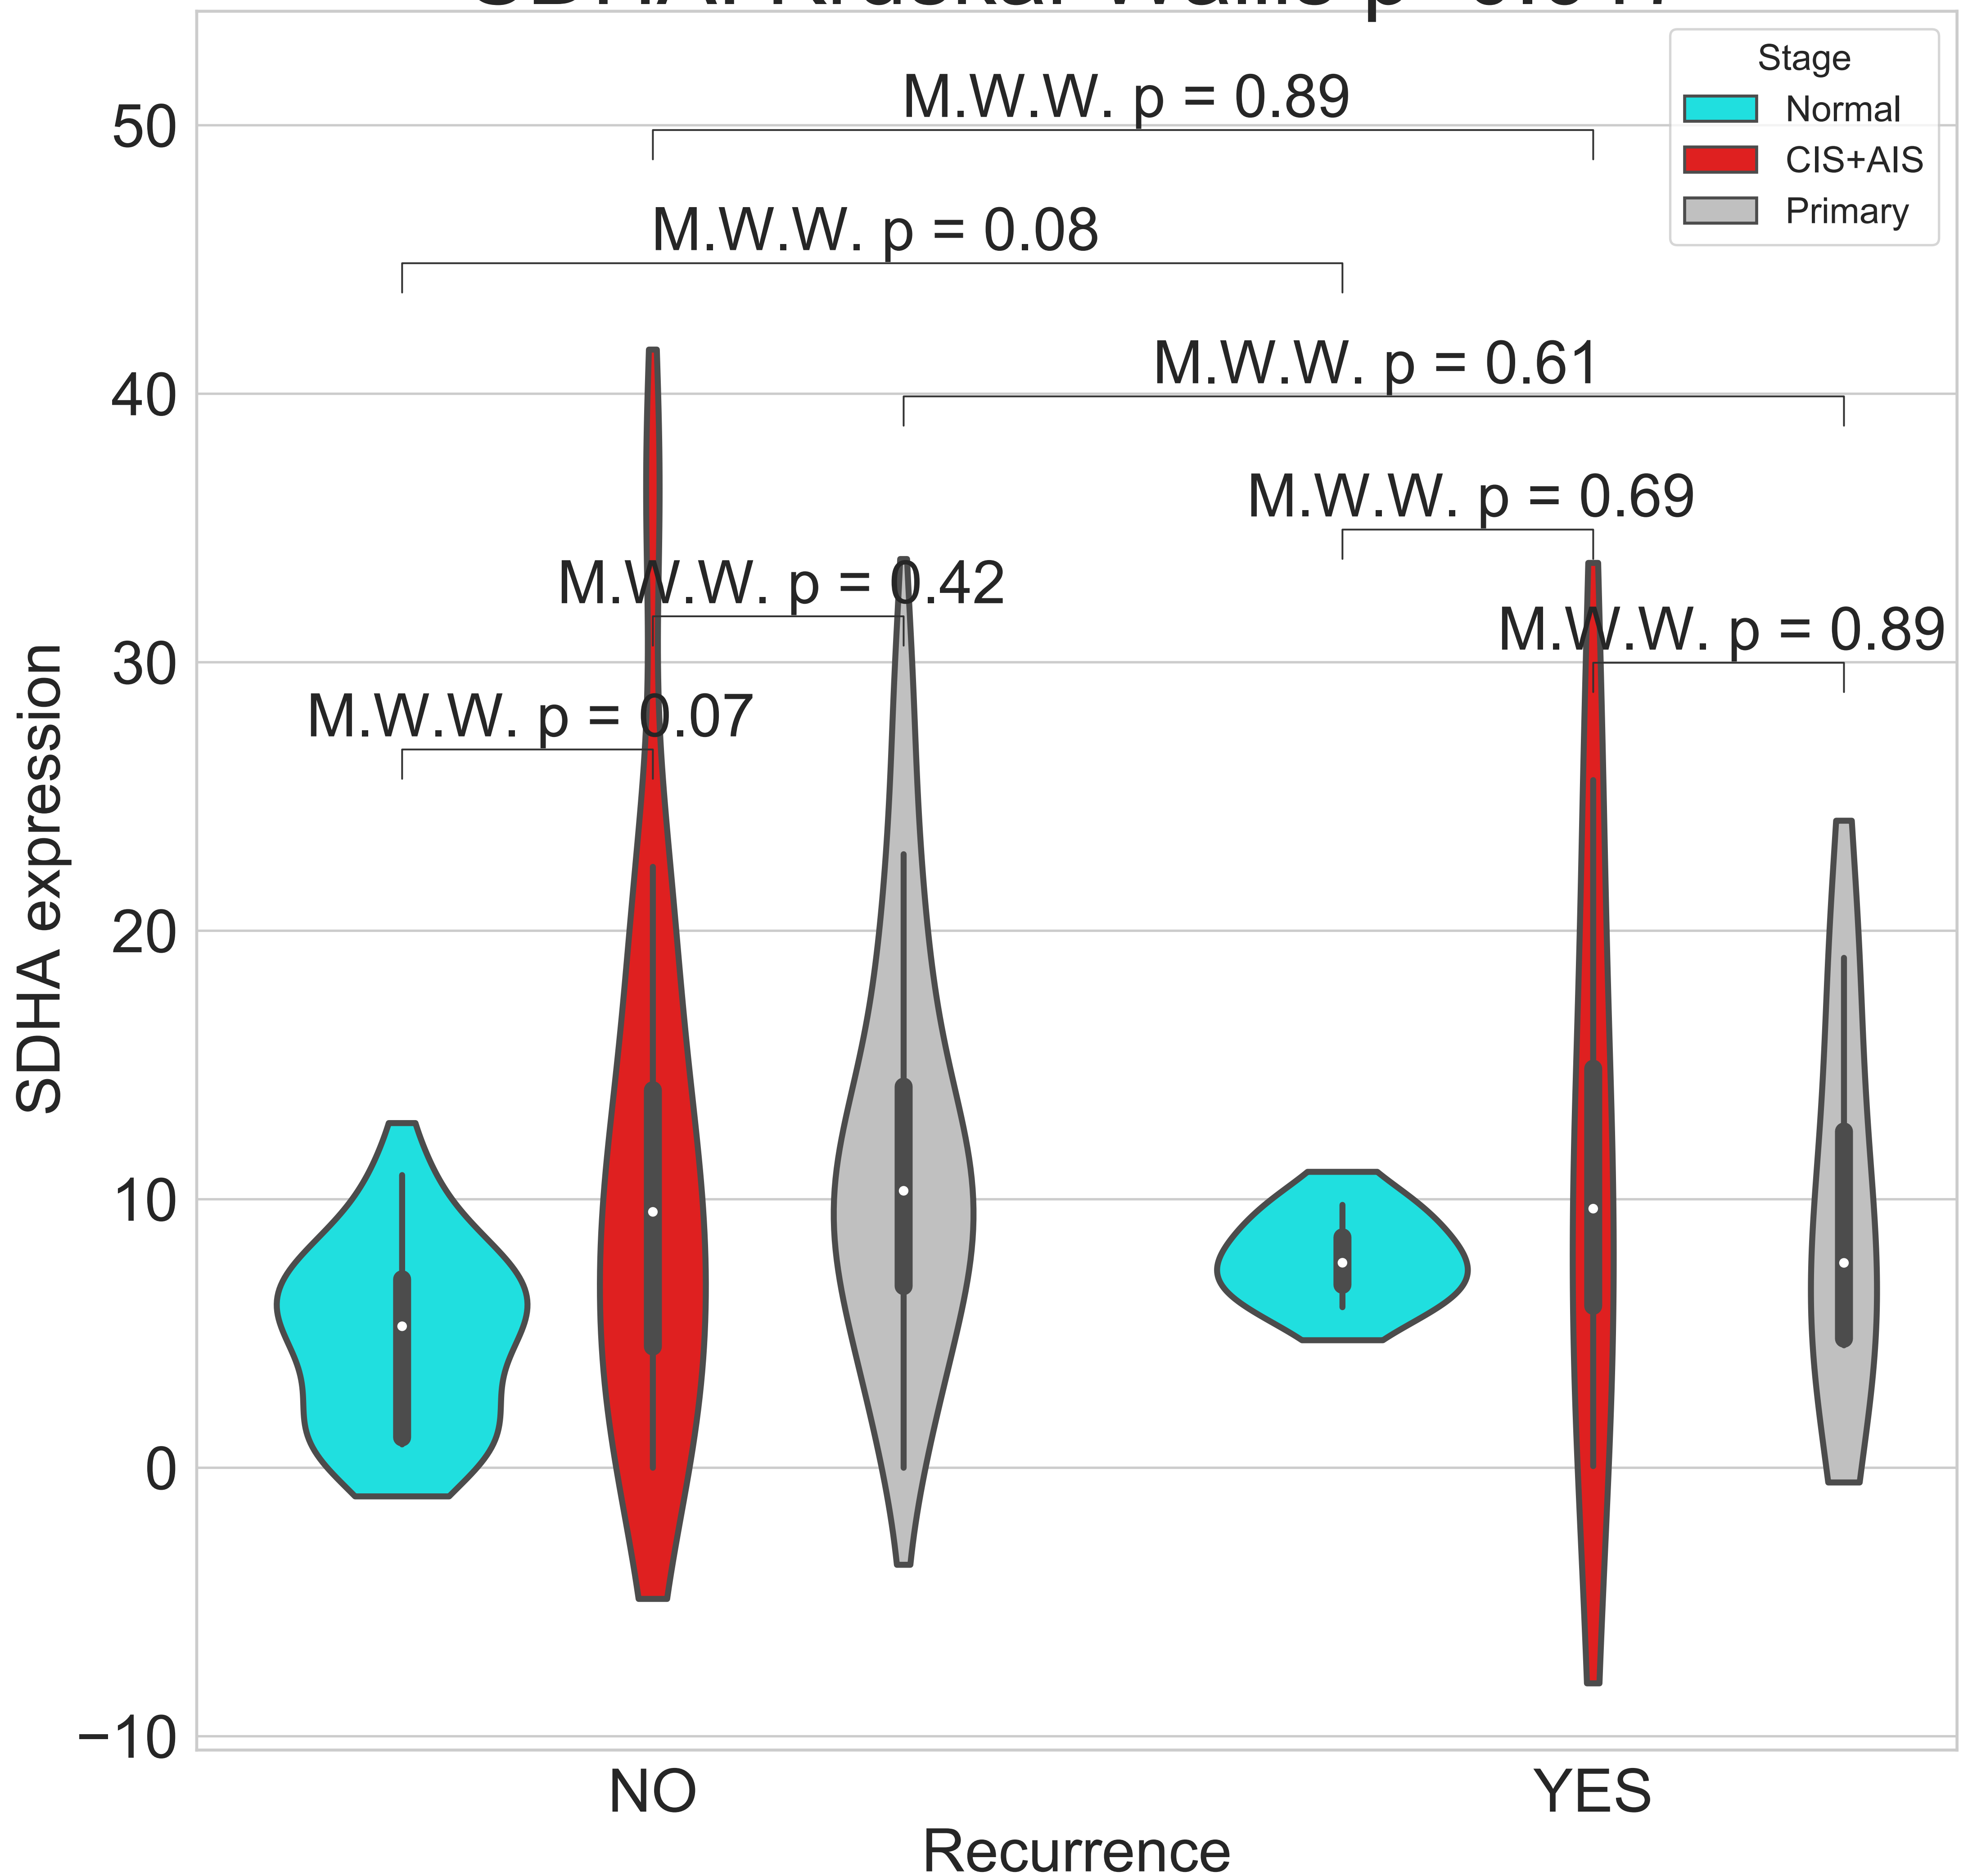 Stage
Normal
CIS+AIS
Primary
M.W.W. p = 0.89
M.W.W. p = 0.08
M.W.W. p = 0.61
M.W.W. p = 0.69
M.W.W. p = 0.42
M.W.W. p = 0.89
M.W.W. p = 0.07
50
40
30
20
10
0
−10
SDHA expression
NO
YES
Recurrence